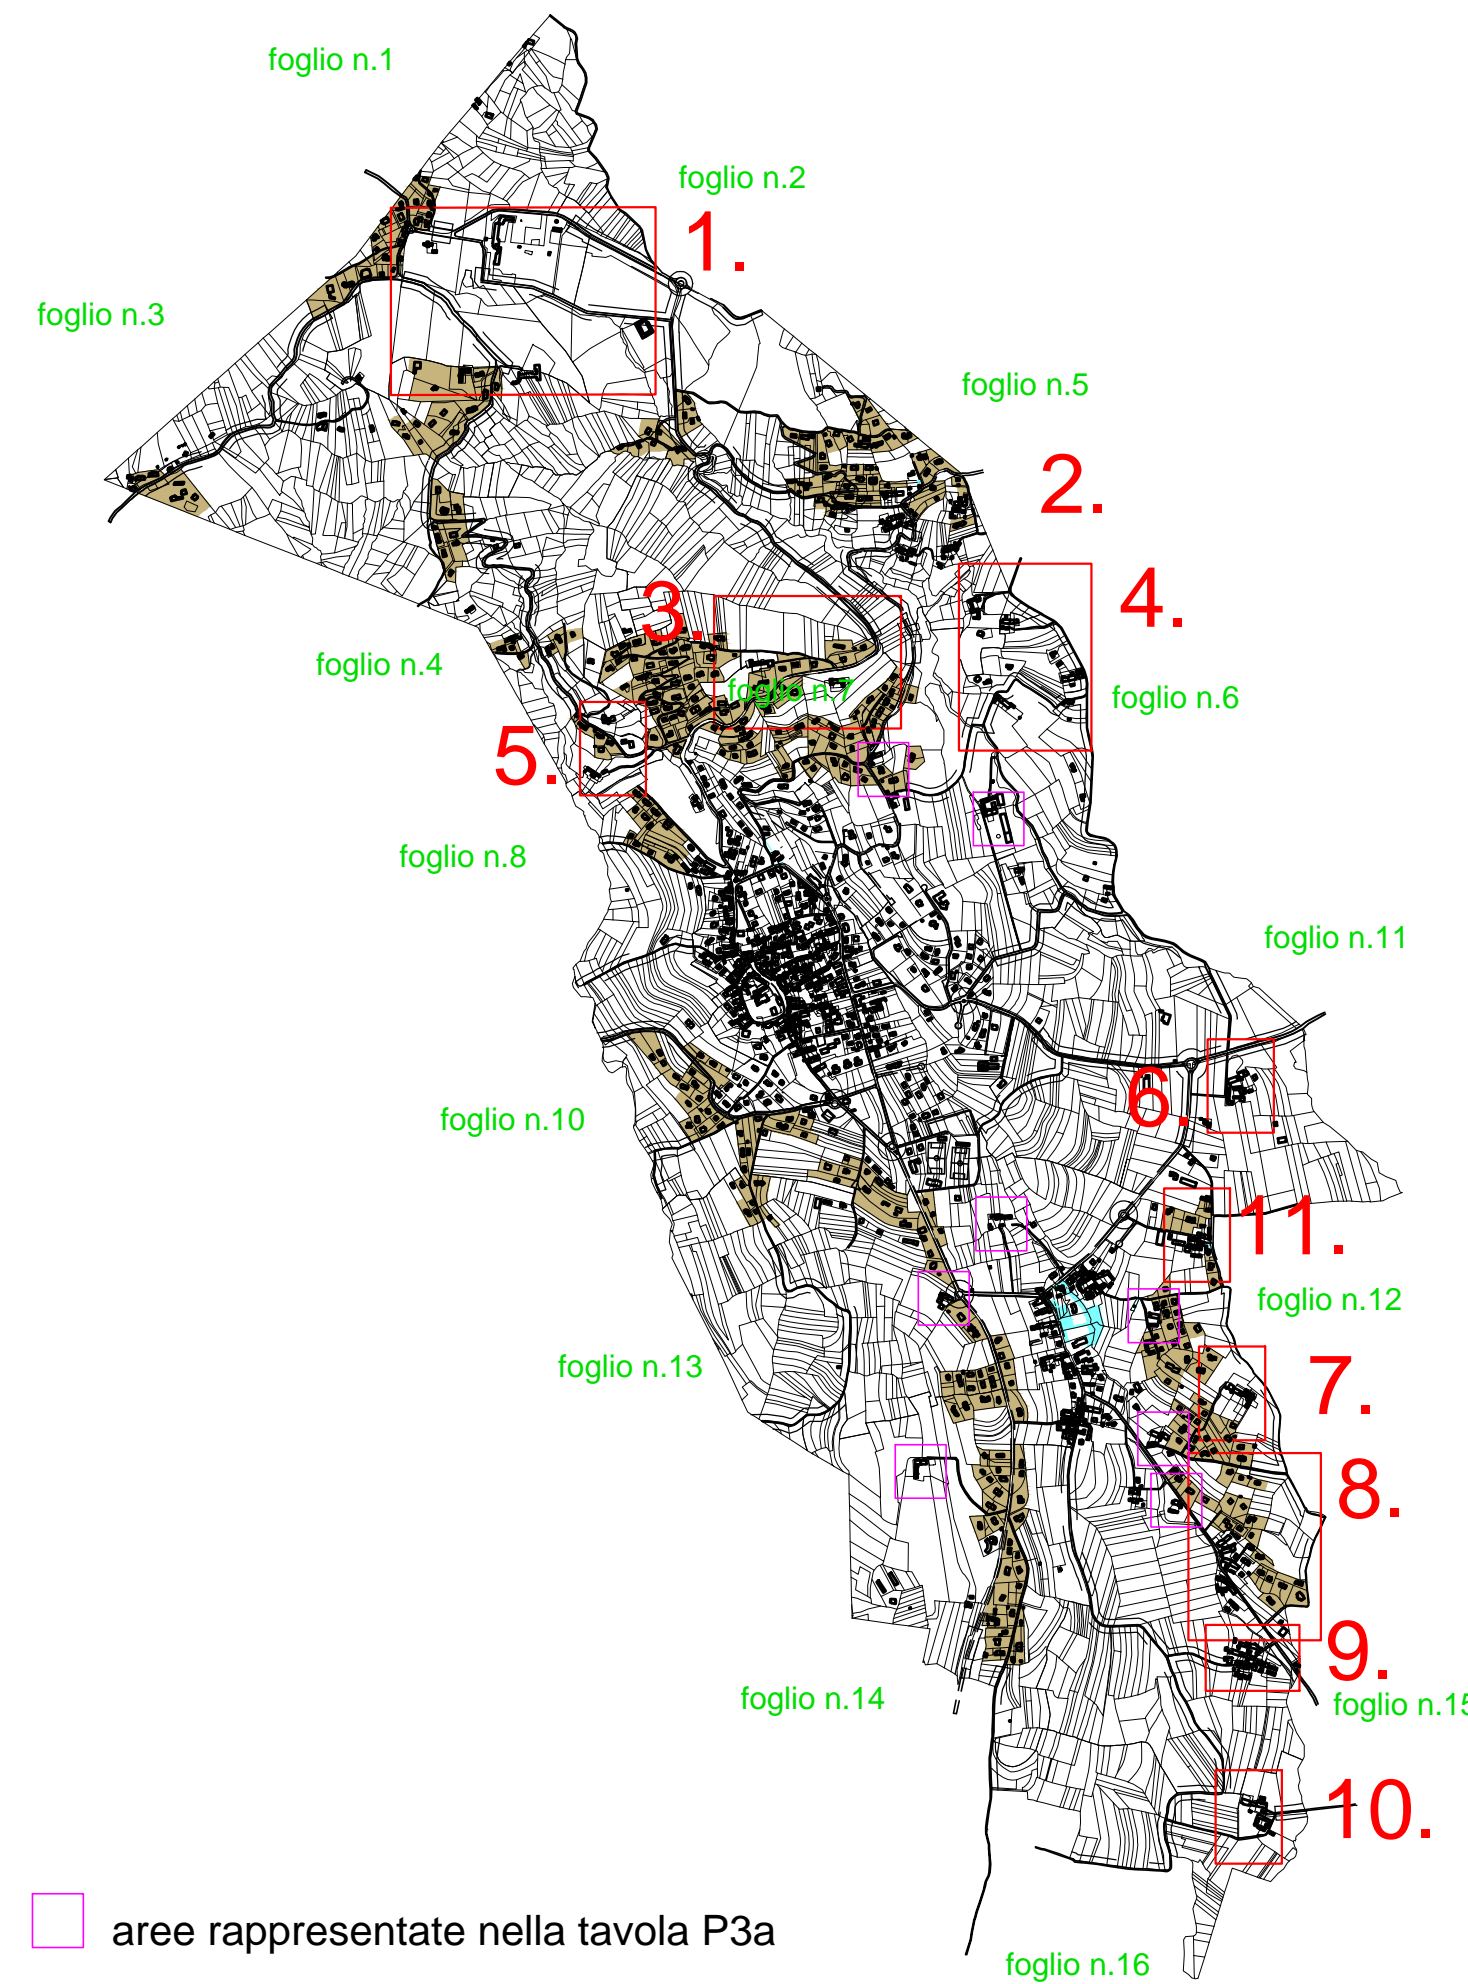 foglio n.1
foglio n.2
1.
foglio n.3
foglio n.5
2.
3.
4.
foglio n.4
foglio n.7
foglio n.6
5.
foglio n.8
foglio n.11
6.
foglio n.10
11.
foglio n.12
foglio n.13
7.
8.
9.
foglio n.14
foglio n.15
10.
aree rappresentate nella tavola P3a
foglio n.16